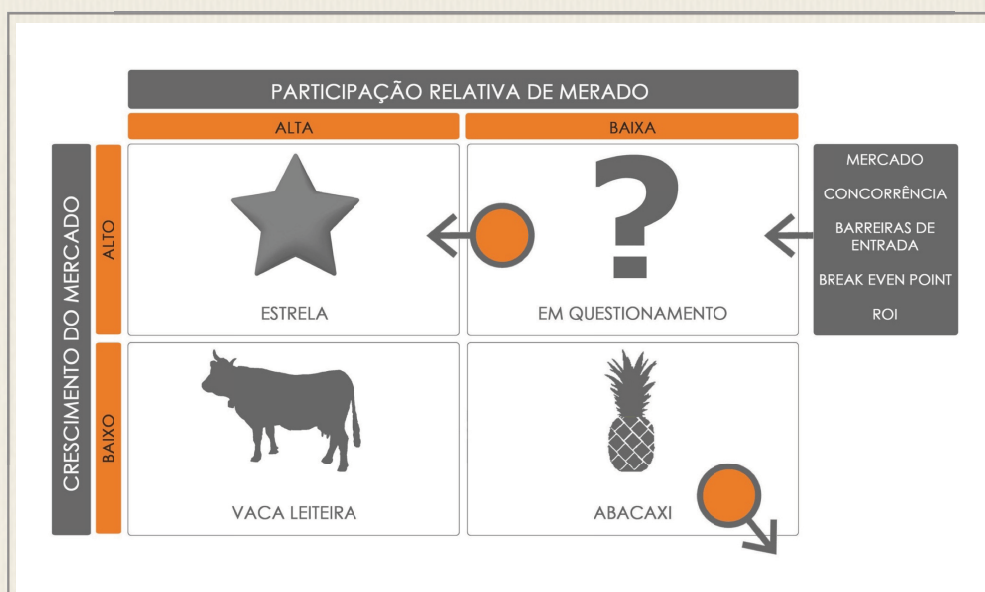 PARTICIPAÇÃO RELATIVA DE MERADO
ALTA
BAIXA
CRESCIMENTO DO MERCADO
ALTO
BAIXO
ESTRELA
?
EM QUESTIONAMENTO
VACA LEITEIRA
ABACAXI
MERCADO
CONCORRÊNCIA
BARREIRAS DE
ENTRADA
BREAK EVEN POINT
ROI